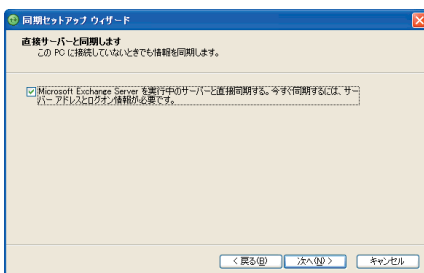 同期セットアップ ウィザード
直接サーバーと同期します
この PC に接続していないときでも情報を同期します。
Microsoft Exchange Server を実行中のサーバーと直接同期する。今すぐ同期するには、サー
バー アドレスとログオン情報が必要です。
< 戻る(B)
次へ(N) >
キャンセル